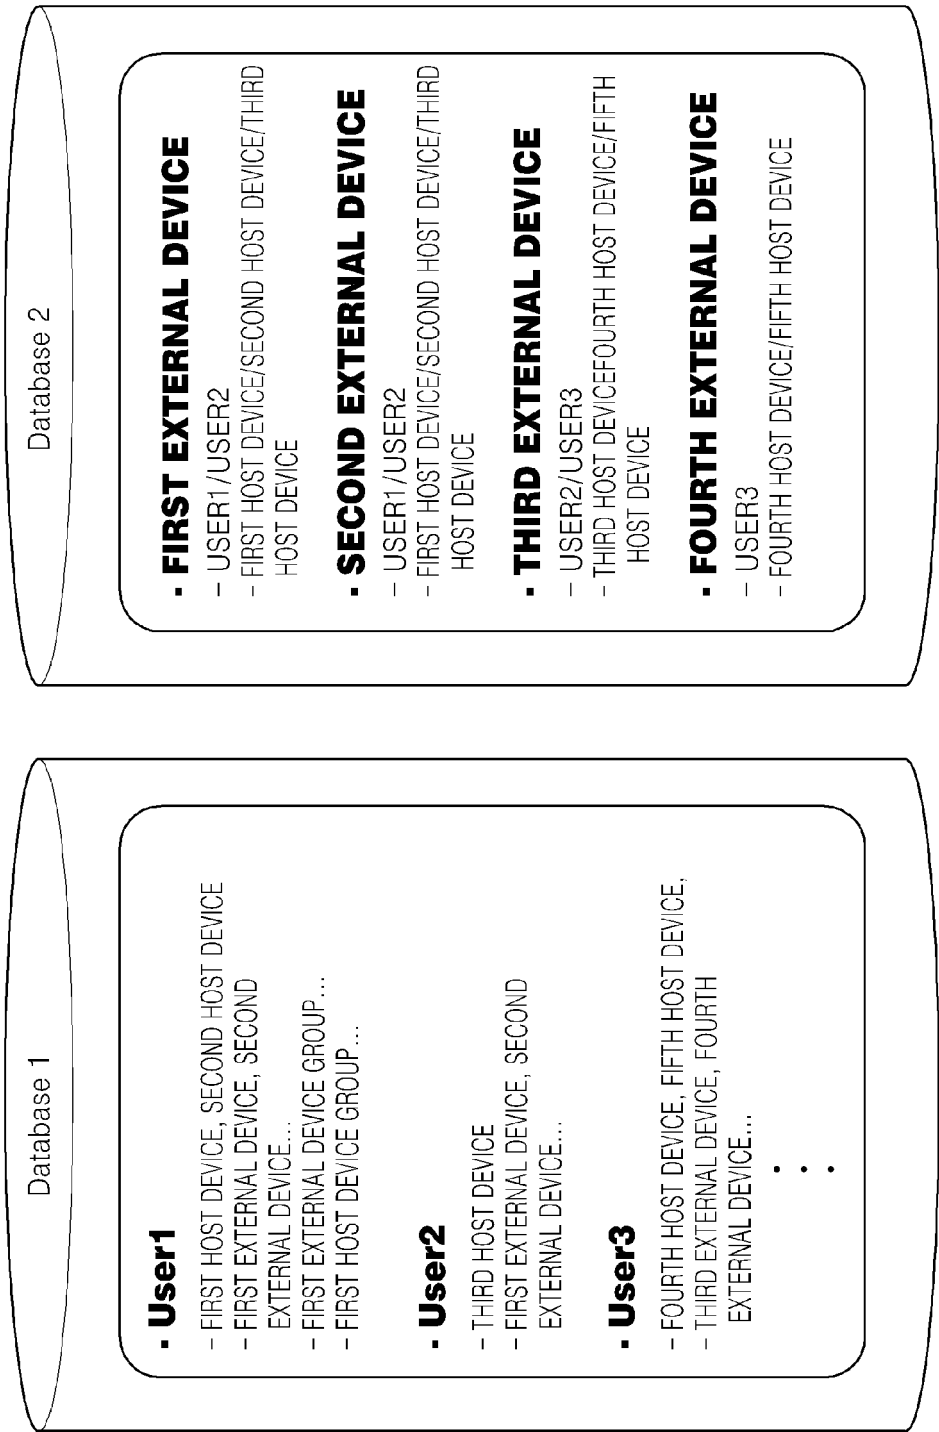 Database 1
· User1
– FIRST HOST DEVICE, SECOND HOST DEVICE
– FIRST EXTERNAL DEVICE, SECOND
EXTERNAL DEVICE...
– FIRST EXTERNAL DEVICE GROUP...
– FIRST HOST DEVICE GROUP...
· User2
– THIRD HOST DEVICE
– FIRST EXTERNAL DEVICE, SECOND
EXTERNAL DEVICE...
· User3
– FOURTH HOST DEVICE, FIFTH HOST DEVICE,
– THIRD EXTERNAL DEVICE, FOURTH
EXTERNAL DEVICE...
Database 2
· FIRST EXTERNAL DEVICE
– USER1/USER2
– FIRST HOST DEVICE/SECOND HOST DEVICE/THIRD
HOST DEVICE
· SECOND EXTERNAL DEVICE
– USER1/USER2
– FIRST HOST DEVICE/SECOND HOST DEVICE/THIRD
HOST DEVICE
· THIRD EXTERNAL DEVICE
– USER2/USER3
– THIRD HOST DEVICEFOURTH HOST DEVICE/FIFTH
HOST DEVICE
· FOURTH EXTERNAL DEVICE
– USER3
– FOURTH HOST DEVICE/FIFTH HOST DEVICE